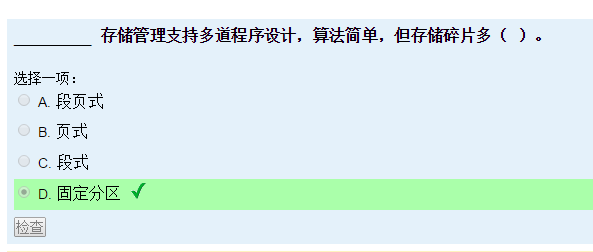 __________ 存储管理支持多道程序设计，算法简单，但存储碎片多（ ）。
选择一项：
A. 段页式
B. 页式
C. 段式
D. 固定分区 ✓
检查